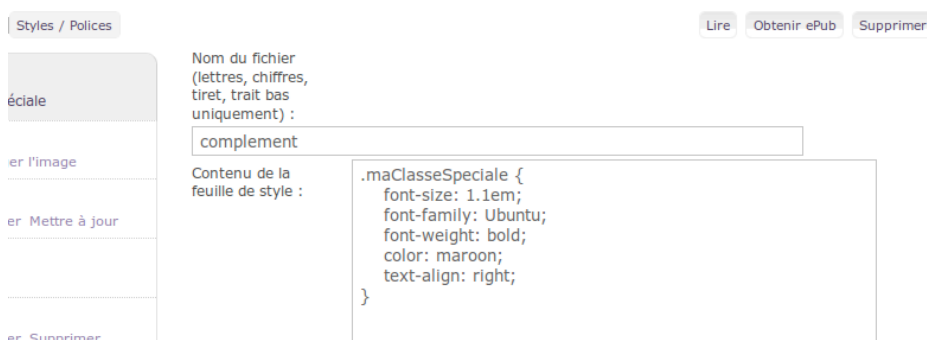 Styles / Polices
Lire Obtenir ePub Supprimer
Nom du fichier
(lettres, chiffres,
tiret, trait bas
uniquement) :
complement
éciale
er l'image
er Mettre à jour
er Supprimer
Contenu de la
feuille de style :
.maClasseSpeciale {
font-size: 1.1em;
font-family: Ubuntu;
font-weight: bold;
color: maroon;
text-align: right;
}